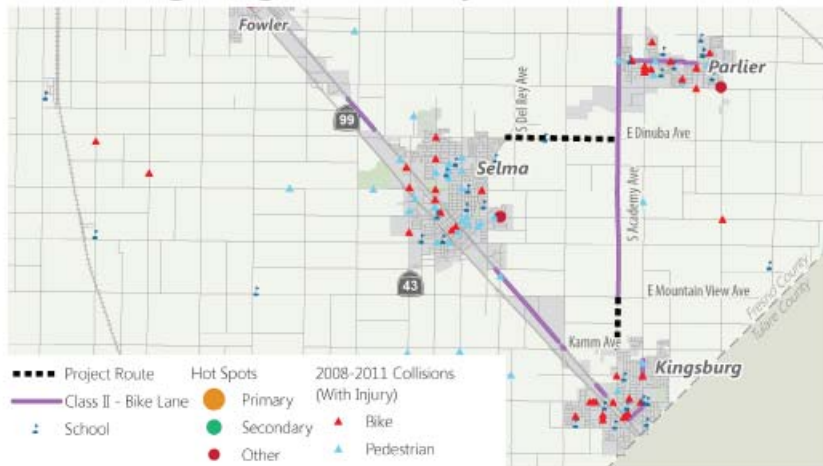 Fowler
Parlier
S Del Rey Ave
99
E Dinuba Ave
Selma
S Academy Ave
43
E Mountain View Ave
Fresno County
Tulare County
Kamm Ave
Kingsburg
Project Route
Class II - Bike Lane
School
Hot Spots
Primary
Secondary
Other
2008-2011 Collisions
(With Injury)
Bike
Pedestrian